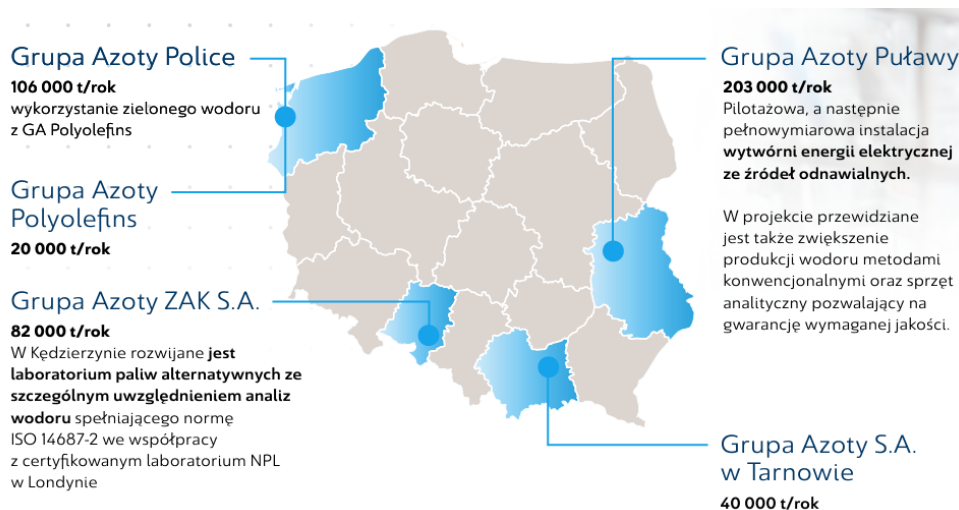 Grupa Azoty Police
106 000 t/rok
wykorzystanie zielonego wodoru
z GA Polyolefins
Grupa Azoty
Polyolefins
20 000 t/rok
Grupa Azoty ZAK S.A.
82 000 t/rok
W Kędzierzynie rozwijane jest
laboratorium paliw alternatywnych ze
szczególnym uwzględnieniem analiz
wodoru spełniającego normę
ISO 14687-2 we współpracy
z certyfikowanym laboratorium NPL
w Londynie
Grupa Azoty Puławy
203 000 t/rok
Pilotażowa, a następnie
pełnowymiarowa instalacja
wytwórni energii elektrycznej
ze źródeł odnawialnych.
W projekcie przewidziane
jest także zwiększenie
produkcji wodoru metodami
konwencjonalnymi oraz sprzęt
analityczny pozwalający na
gwarancję wymaganej jakości.
Grupa Azoty S.A.
w Tarnowie
40 000 t/rok